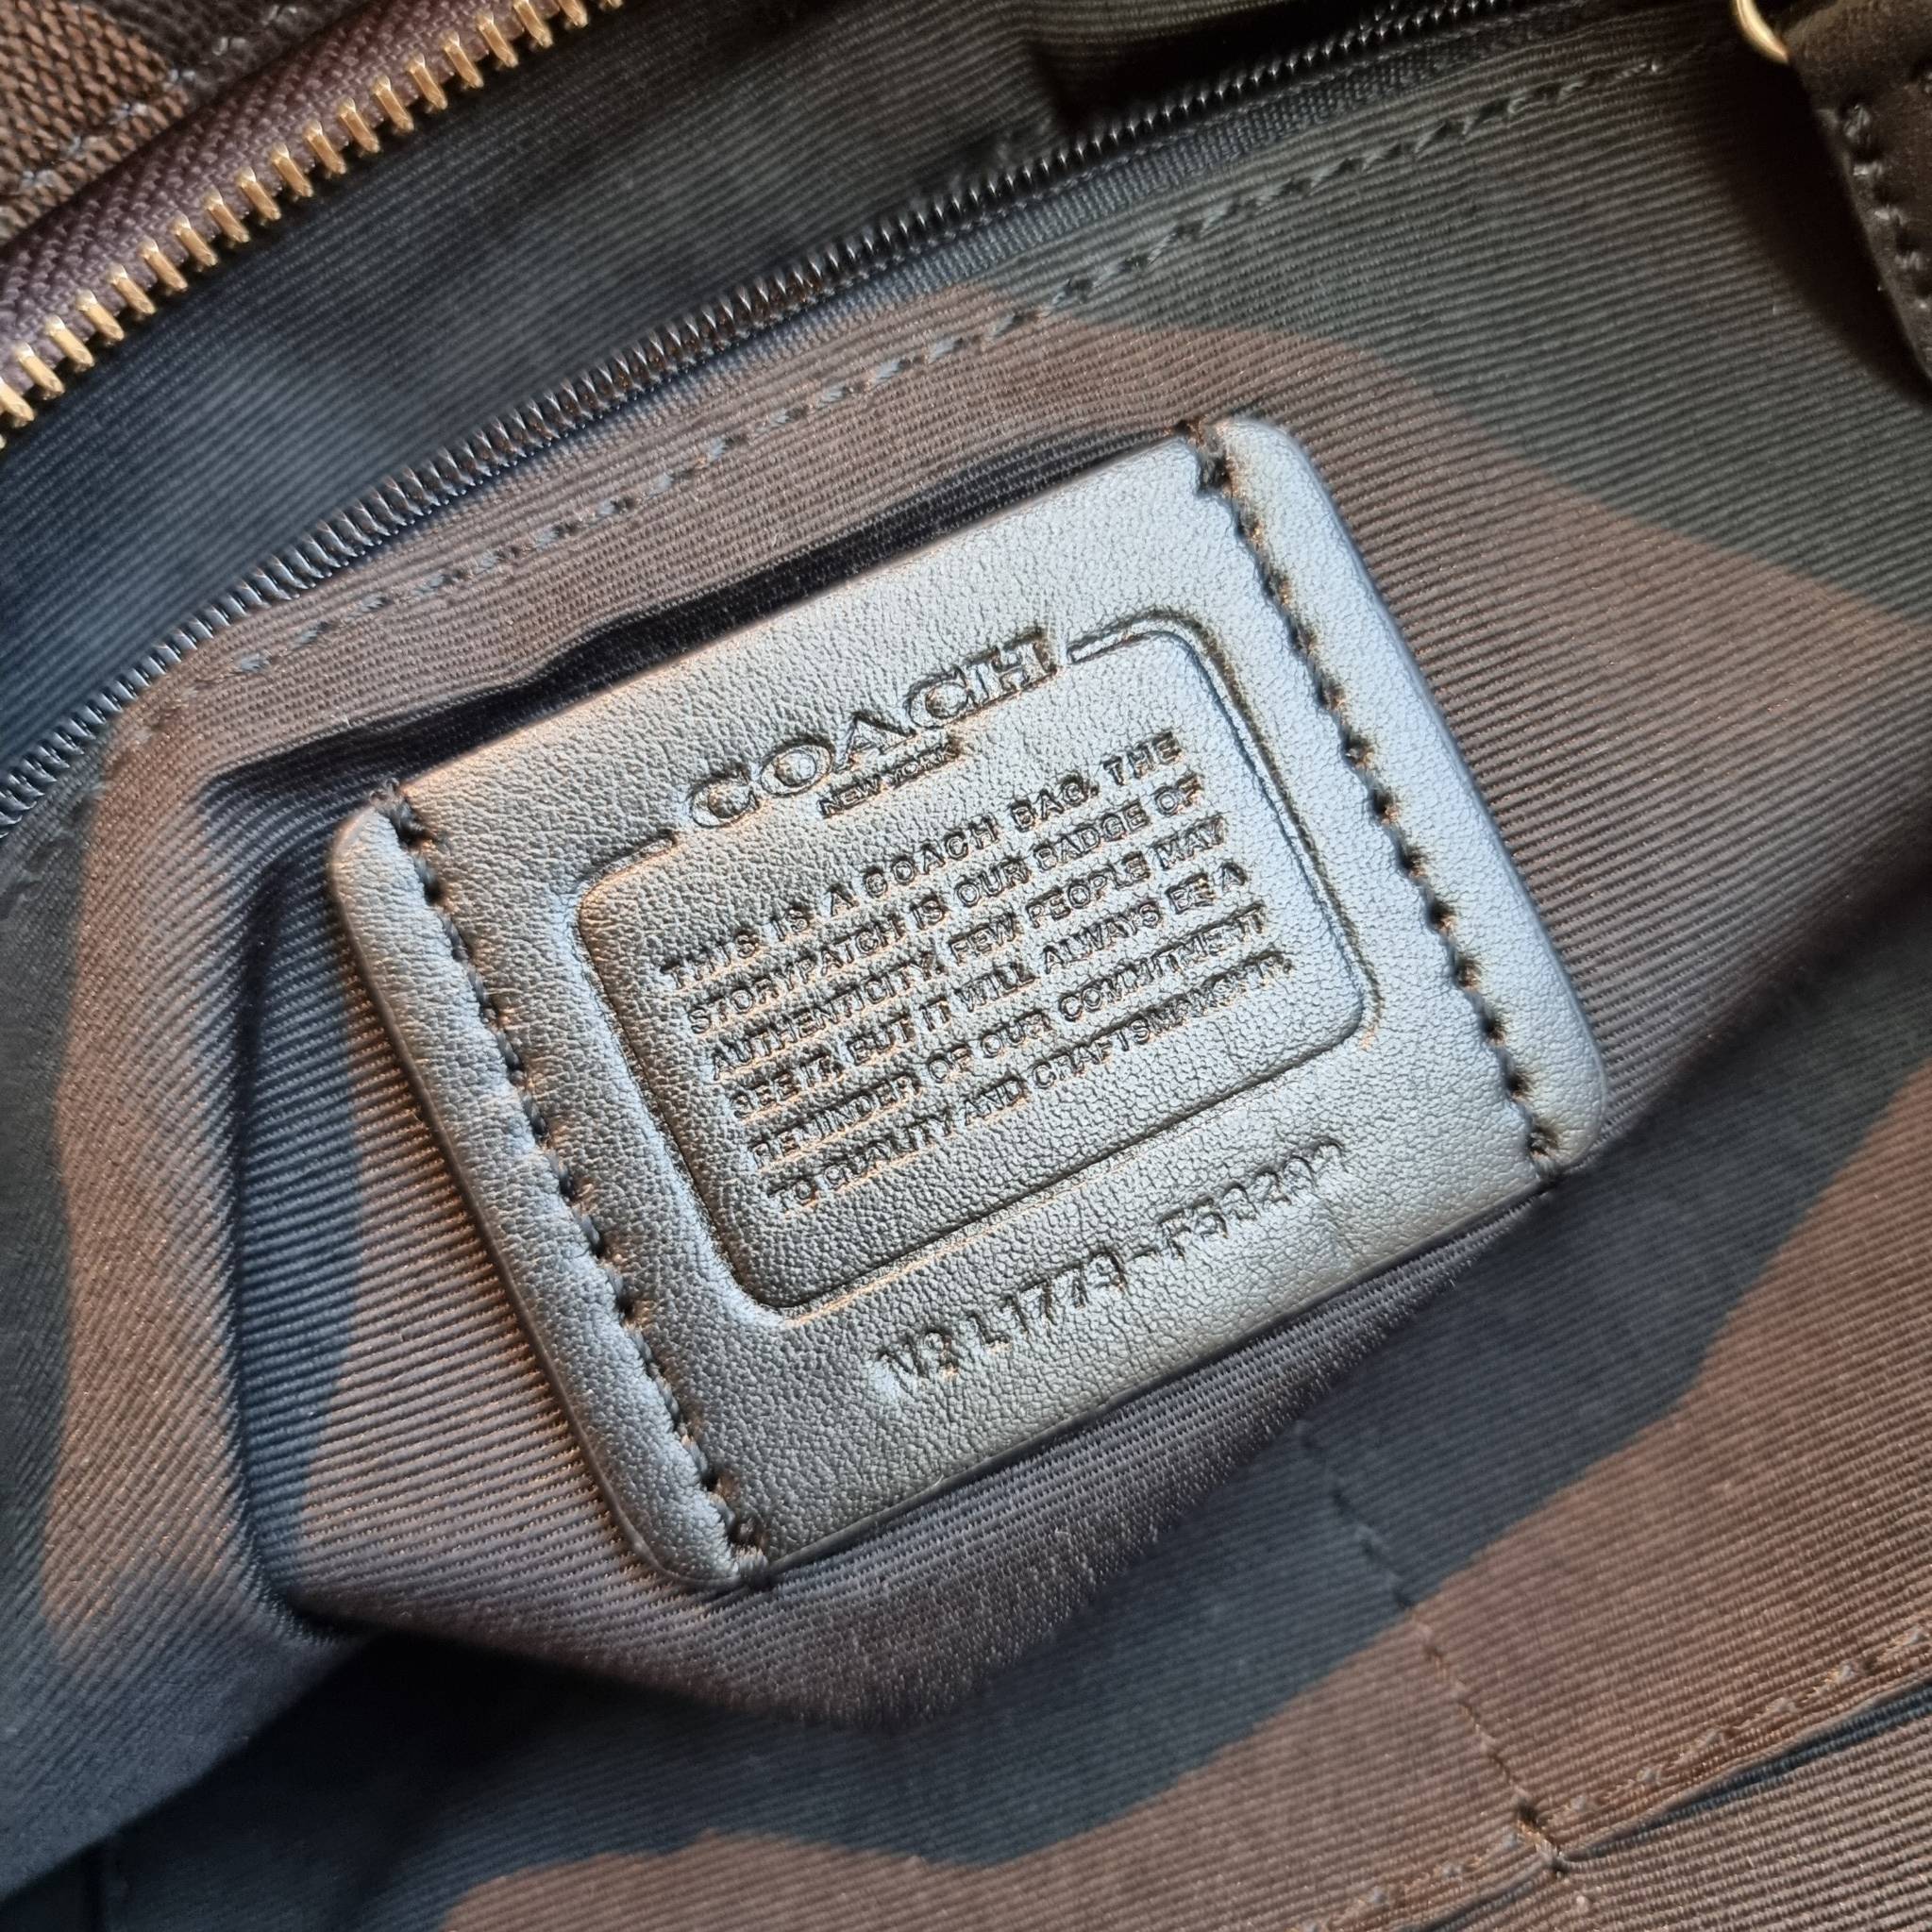 COACH
NEW YORK
THIS IS A COACH BAG. THE
STORYPATCH IS OUR BADGE OF
AUTHENTICITY. FEW PEOPLE MAY
SEE IT, BUT IT WILL ALWAYS BE A
REMINDER OF OUR COMMITMENT
TO QUALITY AND CRAFTSMANSHIP.